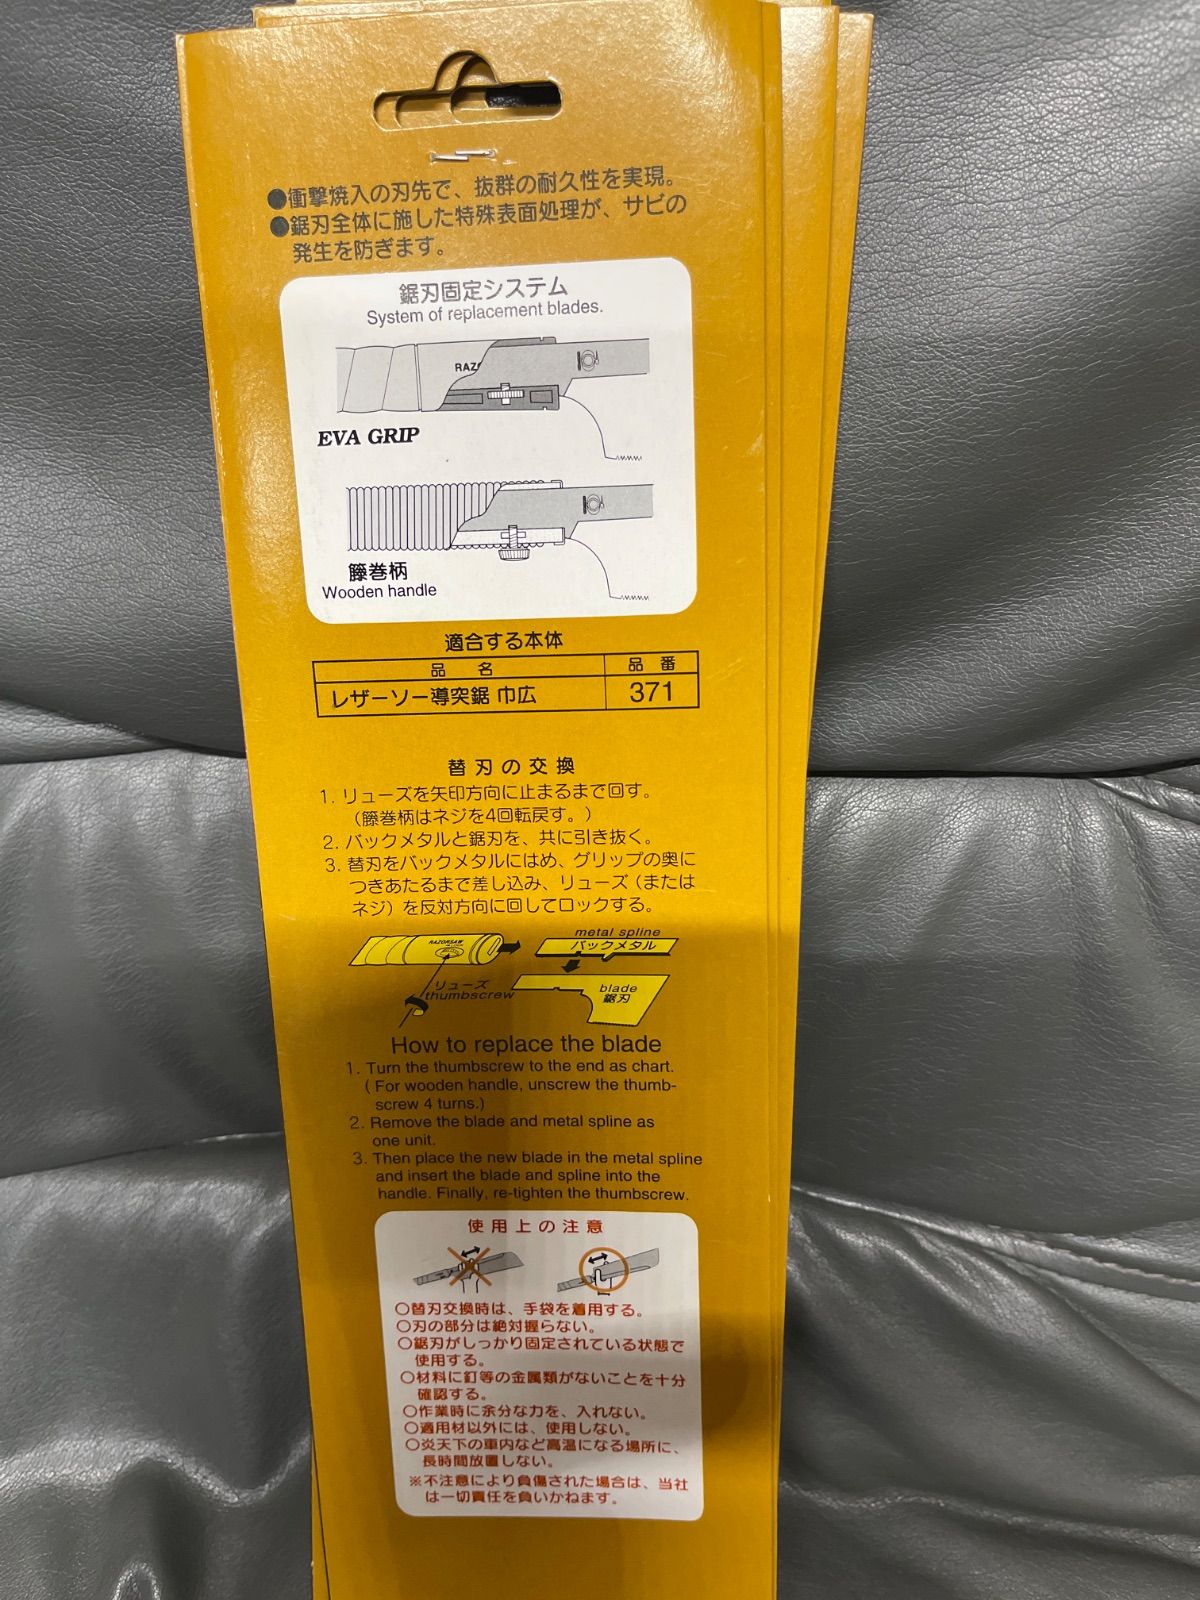 ●衝撃焼入の刃先で、抜群の耐久性を実現。
●鋸刃全体に施した特殊表面処理が、サビの
発生を防ぎます。
鋸刃固定システム
System of replacement blades.
RAZ
EVA GRIP
籐巻柄
Wooden handle
適合する本体
品 名 品 番
レザーソー導突鋸 巾広 371
替刃の交換
1. リューズを矢印方向に止まるまで回す。
(籐巻柄はネジを4回転戻す。)
2. バックメタルと鋸刃を、共に引き抜く。
3. 替刃をバックメタルにはめ、グリップの奥に
つきあたるまで差し込み、リューズ(または
ネジ)を反対方向に回してロックする。
metal spline
バックメタル
RAZORSAW
リューズ
thumbscrew
blade
鋸刃
How to replace the blade
1. Turn the thumbscrew to the end as chart.
( For wooden handle, unscrew the thumb-
screw 4 turns.)
2. Remove the blade and metal spline as
one unit.
3. Then place the new blade in the metal spline
and insert the blade and spline into the
handle. Finally, re-tighten the thumbscrew.
使用上の注意
○替刃交換時は、手袋を着用する。
○刃の部分は絶対握らない。
○鋸刃がしっかり固定されている状態で
使用する。
○材料に釘等の金属類がないことを十分
確認する。
○作業時に余分な力を、入れない。
○適用材以外には、使用しない。
○炎天下の車内など高温になる場所に、
長時間放置しない。
※不注意により負傷された場合は、当社
は一切責任を負いかねます。